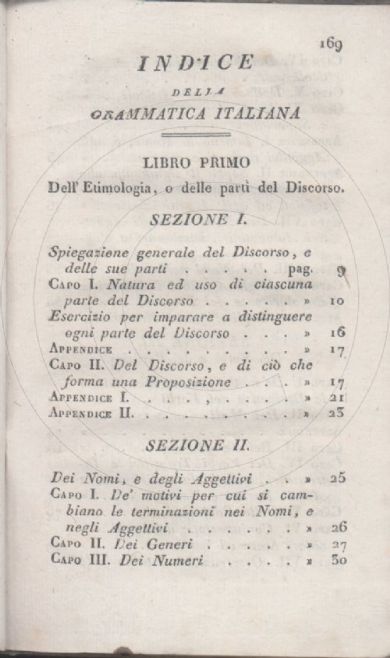 169
INDICE
DELLA
GRAMMATICA ITALIANA
LIBRO PRIMO
Dell' Etimologia, o delle parti del Discorso.
SEZIONE I.
Spiegazione generale del Discorso, e
delle sue parti . . . . . pag. 9
CAPO I. Natura ed uso di ciascuna
parte del Discorso . . . . . » 10
Esercizio per imparare a distinguere
ogni parte del Discorso . . . » 16
APPENDICE . . . . . . . . . » 17
CAPO II. Del Discorso, e di ciò che
forma una Proposizione . . . . » 17
APPENDICE I. . . . , . . . . » 21
APPENDICE II. . . . . . . . . » 23
SEZIONE II.
Dei Nomi, e degli Aggettivi . . » 25
CAPO I. De' motivi per cui si cam-
biano le terminazioni nei Nomi, e
negli Aggettivi . . . . . . » 26
CAPO II. Dei Generi . . . . . » 27
CAPO III. Dei Numeri . . . . . » 30